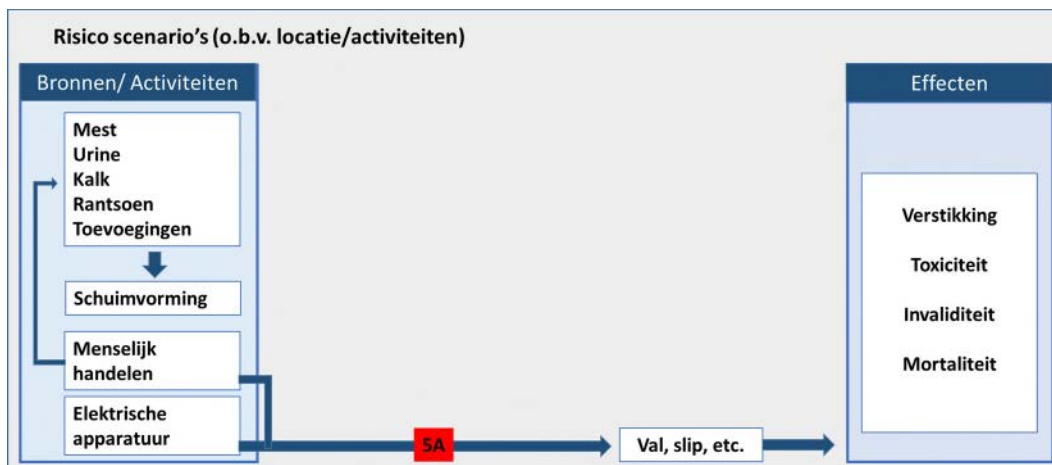 Risico scenario's (o.b.v. locatie/activiteiten)
Bronnen/ Activiteiten
Mest
Urine
Kalk
Rantsoen
Toevoegingen
Schuimvorming
Menselijk
handelen
Elektrische
apparatuur
5A
Val, slip, etc.
Effecten
Verstikking
Toxiciteit
Invaliditeit
Mortaliteit